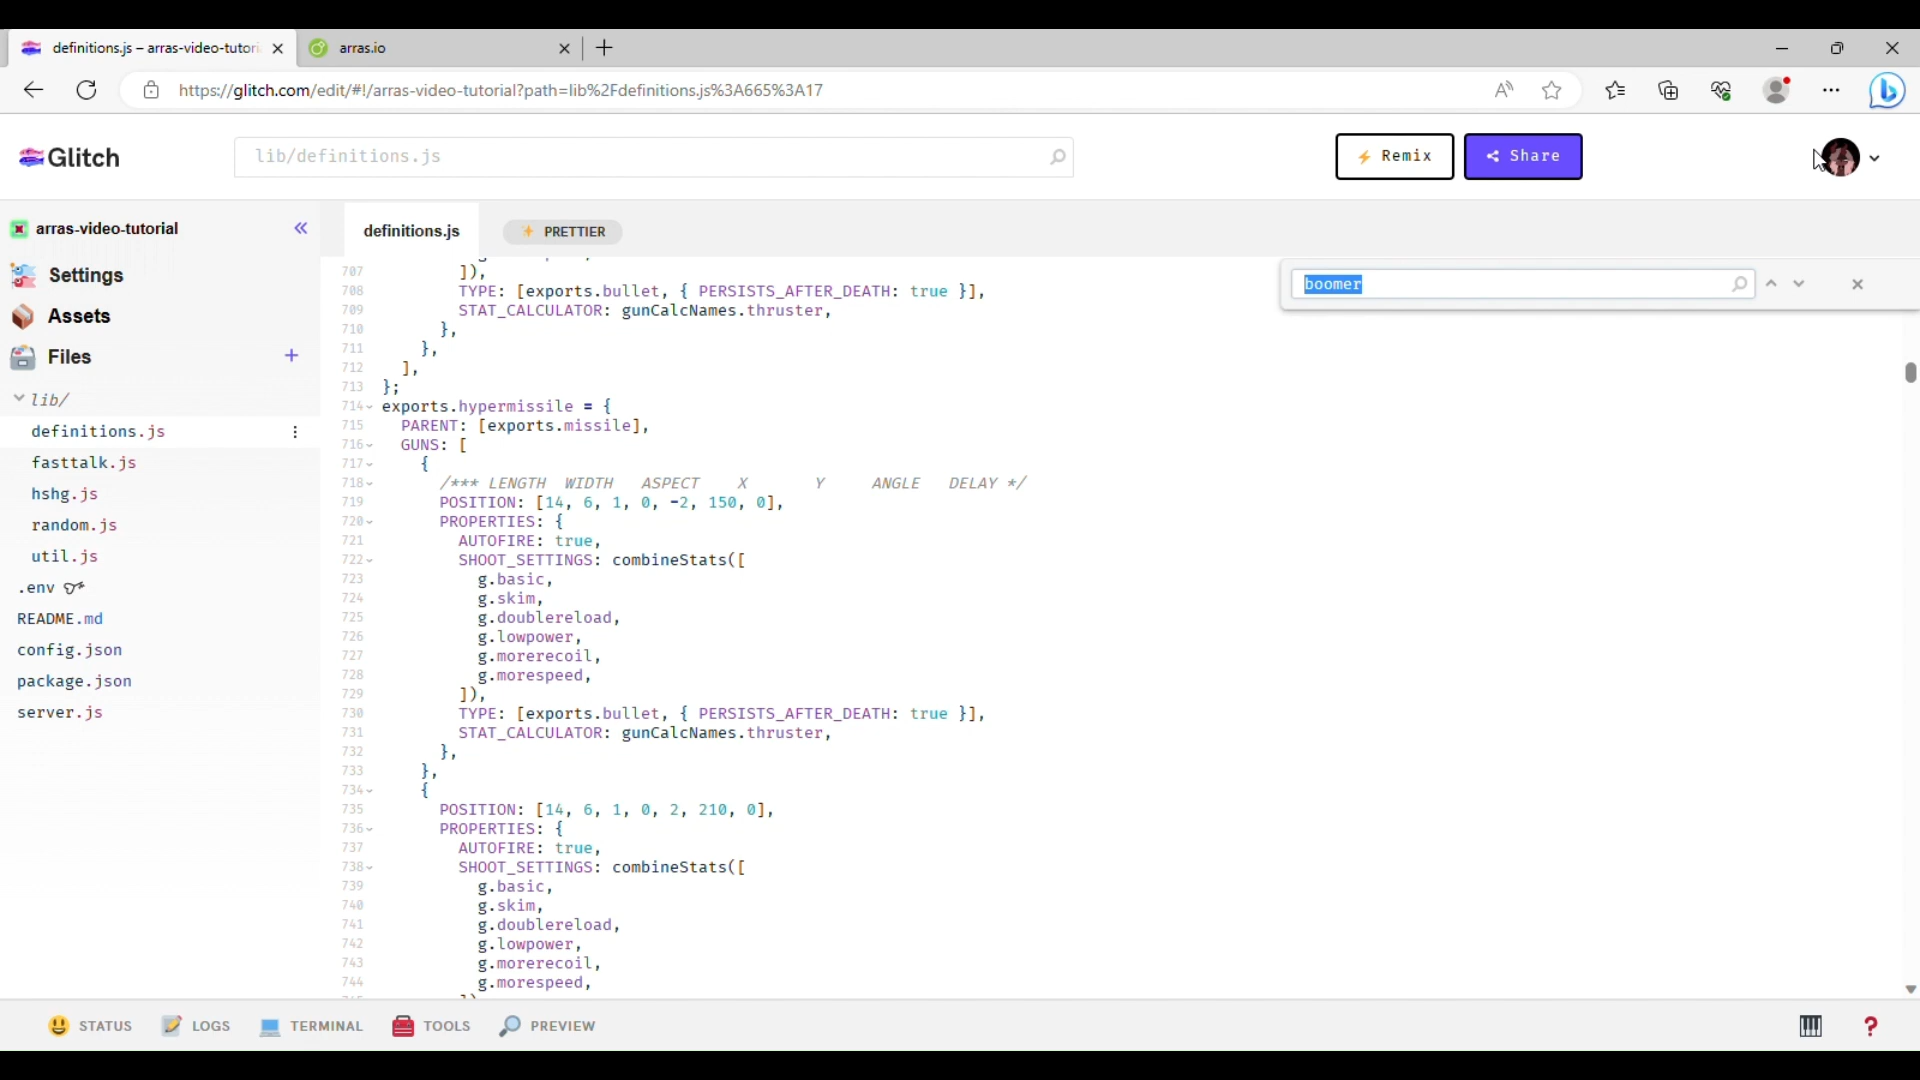 definitions.js – arras-video-tutori
arras.io
https://glitch.com/edit/#!/arras-video-tutorial?path=lib%2Fdefinitions.js%3A665%3A17
Glitch
lib/definitions.js
Remix
Share
arras-video-tutorial
definitions.js
PRETTIER
boomer
Settings
Assets
Files
lib/
definitions.js
fasttalk.js
hshg.js
random.js
util.js
.env
README.md
config.json
package.json
server.js
707 ]),
708 TYPE: [exports.bullet, { PERSISTS_AFTER_DEATH: true }],
709 STAT_CALCULATOR: gunCalcNames.thruster,
710 },
711 },
712 ],
713 };
714 exports.hypermissile = {
715 PARENT: [exports.missile],
716 GUNS: [
717 {
718 /*** LENGTH WIDTH ASPECT X Y ANGLE DELAY */
719 POSITION: [14, 6, 1, 0, -2, 150, 0],
720 PROPERTIES: {
721 AUTOFIRE: true,
722 SHOOT_SETTINGS: combineStats([
723 g.basic,
724 g.skim,
725 g.doublereload,
726 g.lowpower,
727 g.morerecoil,
728 g.morespeed,
729 ]),
730 TYPE: [exports.bullet, { PERSISTS_AFTER_DEATH: true }],
731 STAT_CALCULATOR: gunCalcNames.thruster,
732 },
733 },
734 {
735 POSITION: [14, 6, 1, 0, 2, 210, 0],
736 PROPERTIES: {
737 AUTOFIRE: true,
738 SHOOT_SETTINGS: combineStats([
739 g.basic,
740 g.skim,
741 g.doublereload,
742 g.lowpower,
743 g.morerecoil,
744 g.morespeed,
STATUS
LOGS
TERMINAL
TOOLS
PREVIEW